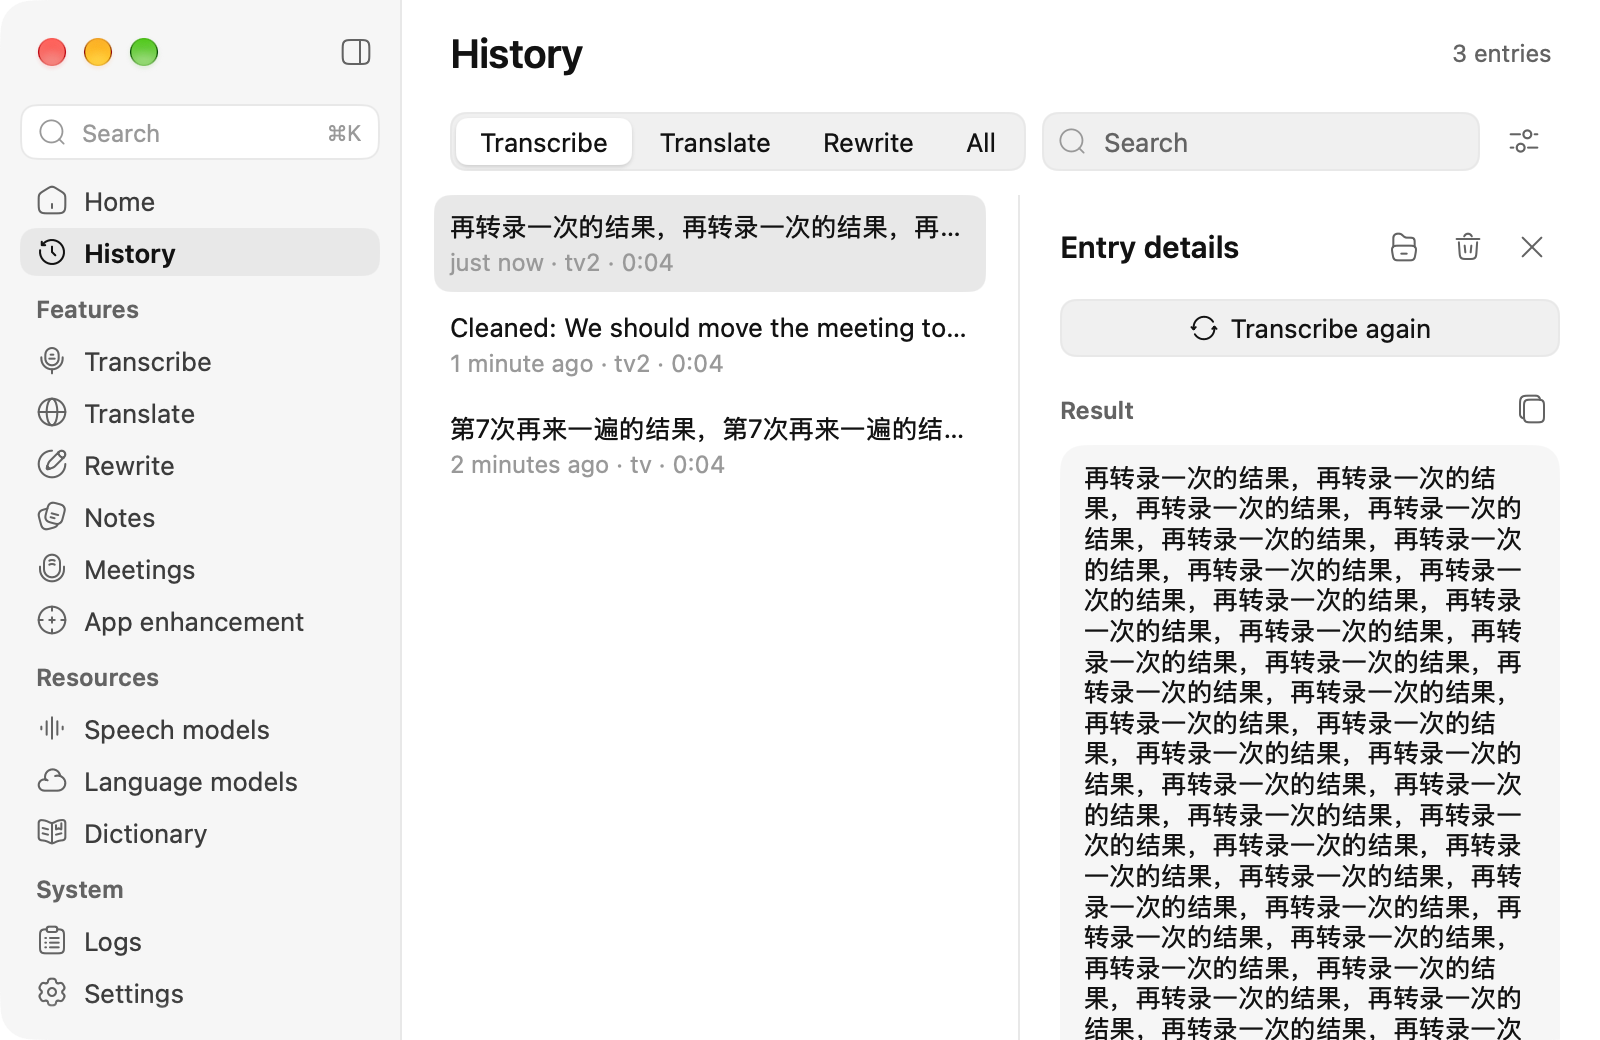 Search ⌘K
Home
History
Features
Transcribe
Translate
Rewrite
Notes
Meetings
App enhancement
Resources
Speech models
Language models
Dictionary
System
Logs
Settings
History
3 entries
Transcribe Translate Rewrite All
Search
再转录一次的结果，再转录一次的结果，再...
just now · tv2 · 0:04
Cleaned: We should move the meeting to...
1 minute ago · tv2 · 0:04
第7次再来一遍的结果，第7次再来一遍的结...
2 minutes ago · tv · 0:04
Entry details
Transcribe again
Result
再转录一次的结果，再转录一次的结
果，再转录一次的结果，再转录一次的
结果，再转录一次的结果，再转录一次
的结果，再转录一次的结果，再转录一
次的结果，再转录一次的结果，再转录
一次的结果，再转录一次的结果，再转
录一次的结果，再转录一次的结果，再
转录一次的结果，再转录一次的结果，
再转录一次的结果，再转录一次的结
果，再转录一次的结果，再转录一次的
结果，再转录一次的结果，再转录一次
的结果，再转录一次的结果，再转录一
次的结果，再转录一次的结果，再转录
一次的结果，再转录一次的结果，再转
录一次的结果，再转录一次的结果，再
转录一次的结果，再转录一次的结果，
再转录一次的结果，再转录一次的结
果，再转录一次的结果，再转录一次的
结果，再转录一次的结果，再转录一次